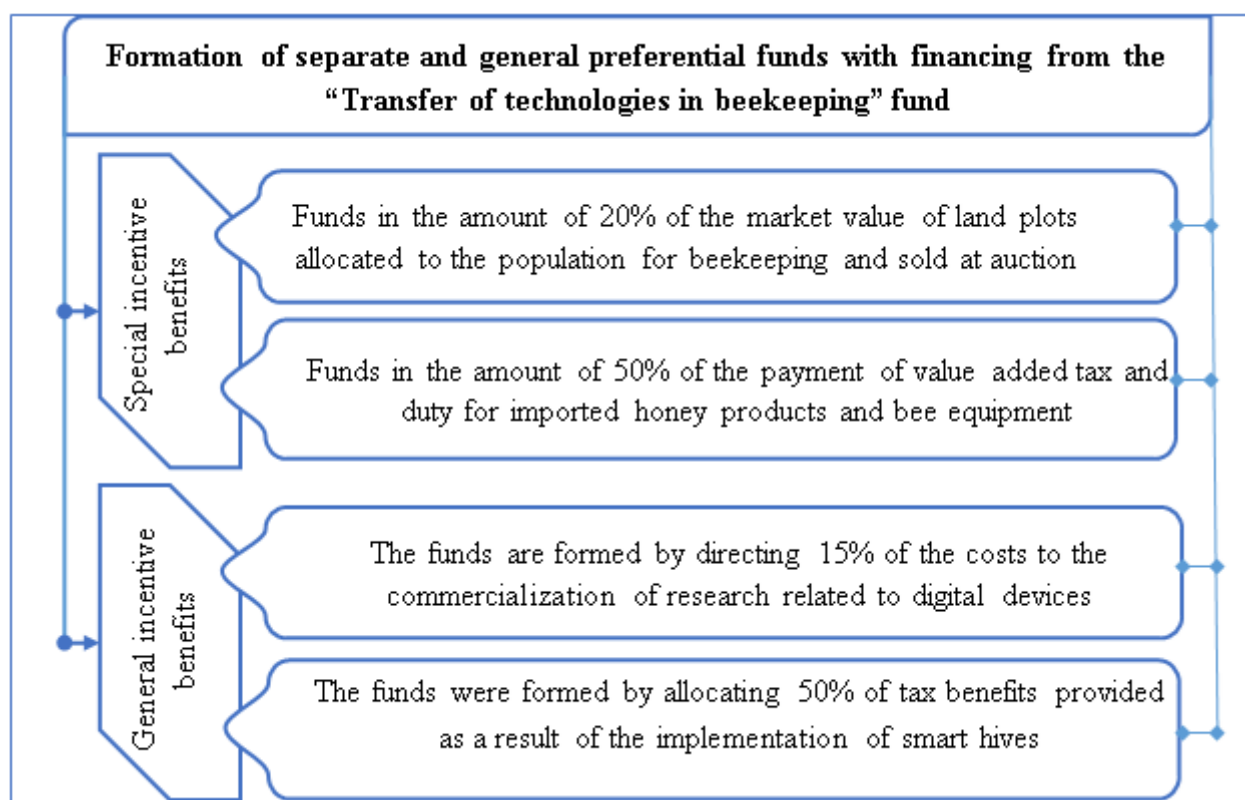 Formation of separate and general preferential funds with financing from the
“Transfer of technologies in beekeeping” fund
Special incentive
benefits
Funds in the amount of 20% of the market value of land plots
allocated to the population for beekeeping and sold at auction
Funds in the amount of 50% of the payment of value added tax and
duty for imported honey products and bee equipment
General incentive
benefits
The funds are formed by directing 15% of the costs to the
commercialization of research related to digital devices
The funds were formed by allocating 50% of tax benefits provided
as a result of the implementation of smart hives